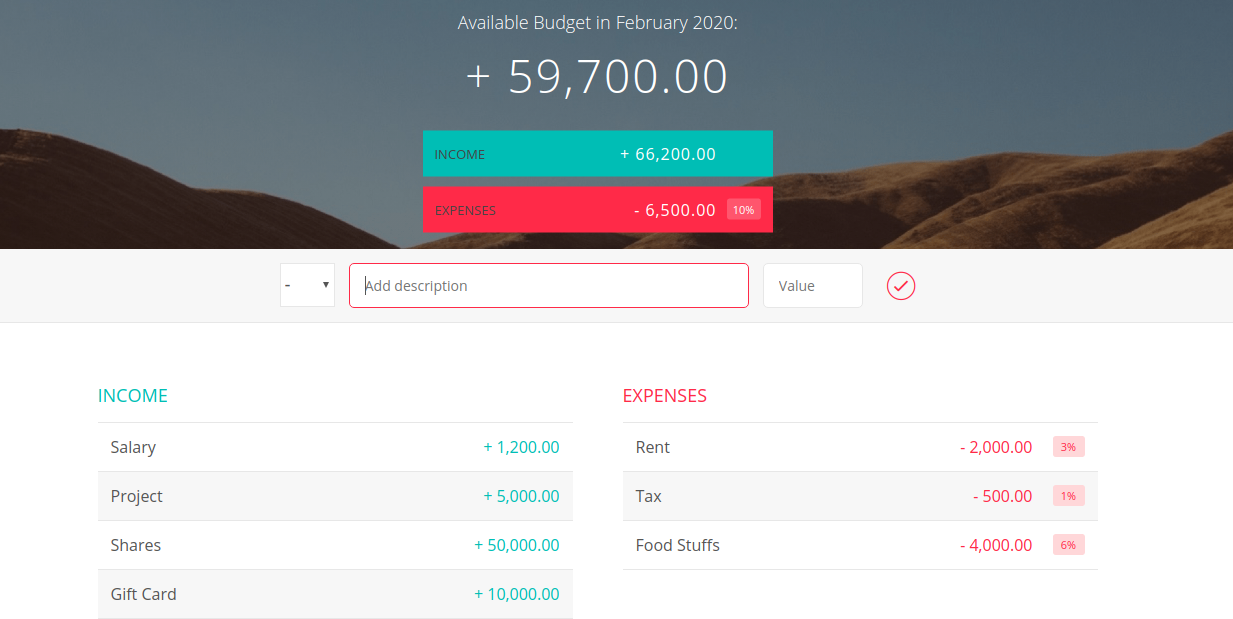 Available Budget in February 2020:
+ 59,700.00
INCOME + 66,200.00
EXPENSES - 6,500.00 10%
- Add description Value
INCOME
Salary + 1,200.00
Project + 5,000.00
Shares + 50,000.00
Gift Card + 10,000.00
EXPENSES
Rent - 2,000.00 3%
Tax - 500.00 1%
Food Stuffs - 4,000.00 6%